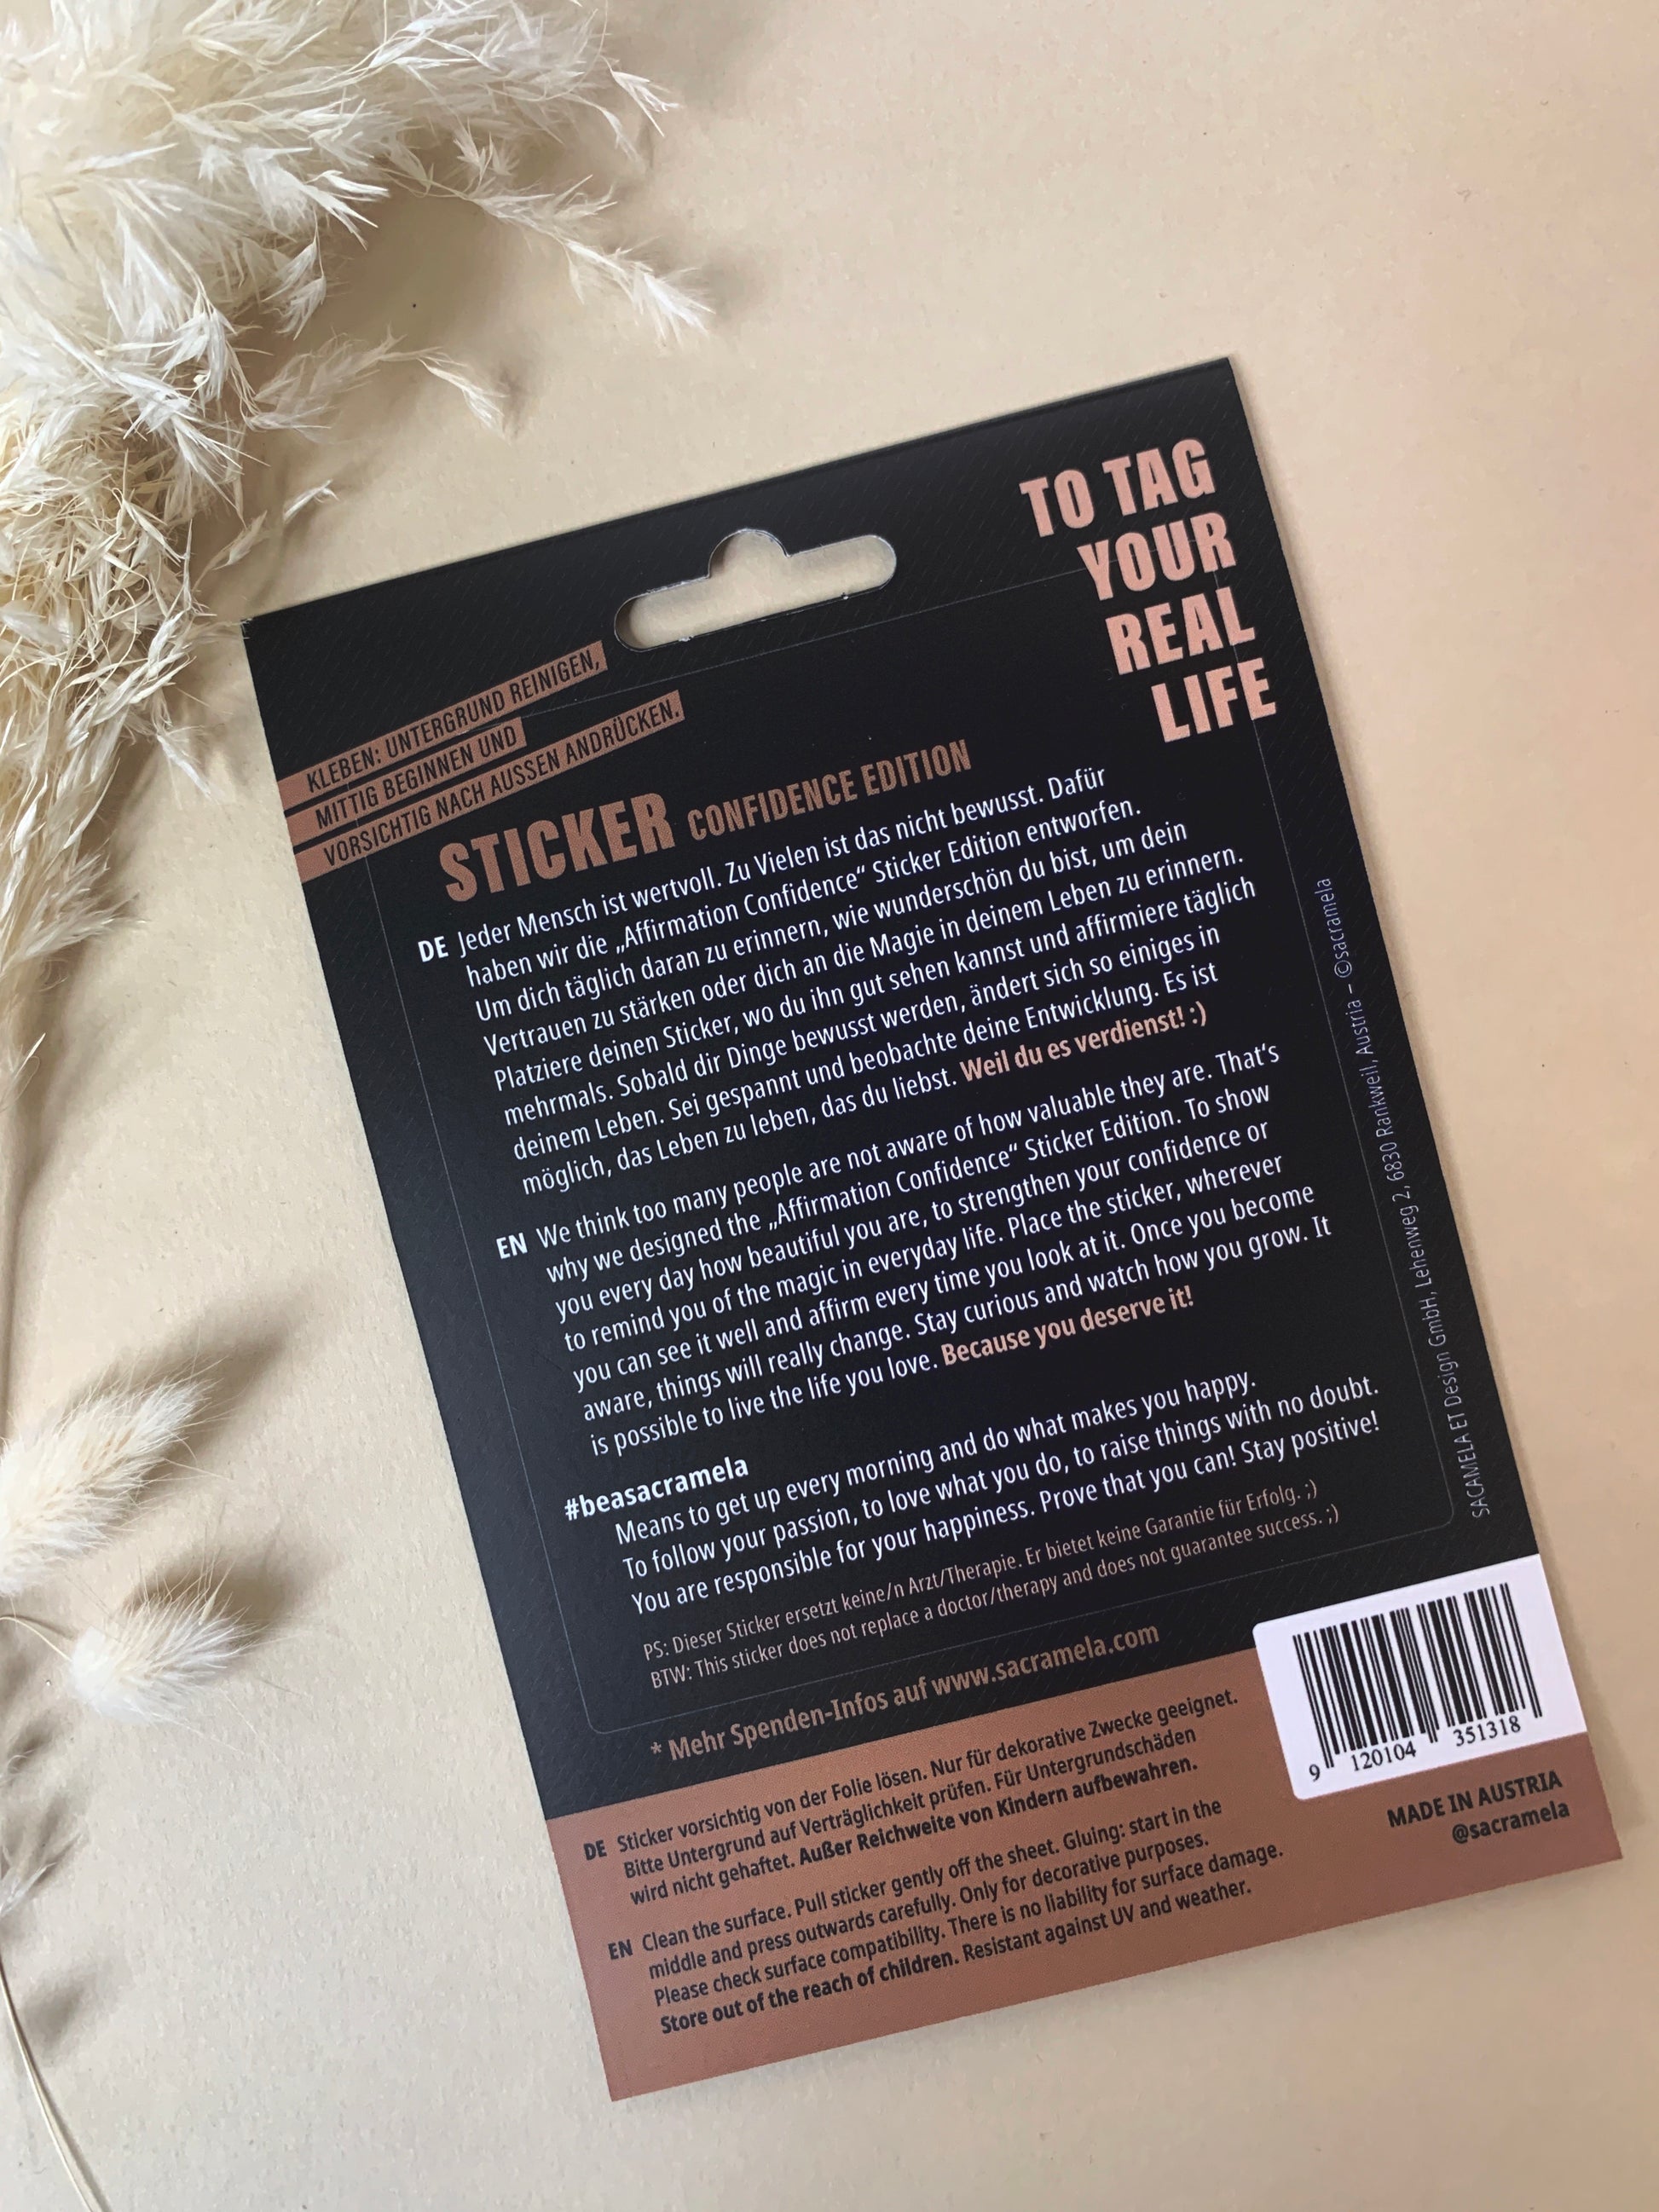 TO TAG
YOUR
REAL
LIFE
KLEBEN: UNTERGRUND REINIGEN,
MITTIG BEGINNEN UND
VORSICHTIG NACH AUSSEN ANDRÜCKEN.
STICKER CONFIDENCE EDITION
DE Jeder Mensch ist wertvoll. Zu Vielen ist das nicht bewusst. Dafür
haben wir die „Affirmation Confidence“ Sticker Edition entworfen.
Um dich täglich daran zu erinnern, wie wunderschön du bist, um dein
Vertrauen zu stärken oder dich an die Magie in deinem Leben zu erinnern.
Platziere deinen Sticker, wo du ihn gut sehen kannst und affirmiere täglich
mehrmals. Sobald dir Dinge bewusst werden, ändert sich so einiges in
deinem Leben. Sei gespannt und beobachte deine Entwicklung. Es ist
möglich, das Leben zu leben, das du liebst. Weil du es verdienst! :)
EN We think too many people are not aware of how valuable they are. That‘s
why we designed the „Affirmation Confidence“ Sticker Edition. To show
you every day how beautiful you are, to strengthen your confidence or
to remind you of the magic in everyday life. Place the sticker, wherever
you can see it well and affirm every time you look at it. Once you become
aware, things will really change. Stay curious and watch how you grow. It
is possible to live the life you love. Because you deserve it!
#beasacramela
Means to get up every morning and do what makes you happy.
To follow your passion, to love what you do, to raise things with no doubt.
You are responsible for your happiness. Prove that you can! Stay positive!
PS: Dieser Sticker ersetzt keine/n Arzt/Therapie. Er bietet keine Garantie für Erfolg. ;)
BTW: This sticker does not replace a doctor/therapy and does not guarantee success. ;)
* Mehr Spenden-Infos auf www.sacramela.com
SACAMELA ET Design GmbH, Lehenweg 2, 6830 Rankweil, Austria – ©sacramela
DE Sticker vorsichtig von der Folie lösen. Nur für dekorative Zwecke geeignet.
Bitte Untergrund auf Verträglichkeit prüfen. Für Untergrundschäden
wird nicht gehaftet. Außer Reichweite von Kindern aufbewahren.
EN Clean the surface. Pull sticker gently off the sheet. Gluing: start in the
middle and press outwards carefully. Only for decorative purposes.
Please check surface compatibility. There is no liability for surface damage.
Store out of the reach of children. Resistant against UV and weather.
9 120104 351318
MADE IN AUSTRIA
@sacramela